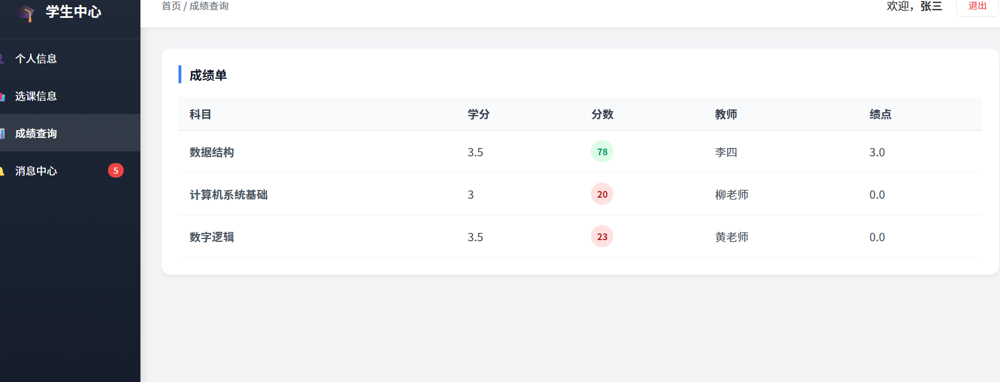 学生中心
个人信息
选课信息
成绩查询
消息中心 5
首页 / 成绩查询
欢迎，张三 退出
成绩单
科目 学分 分数 教师 绩点
数据结构 3.5 78 李四 3.0
计算机系统基础 3 20 柳老师 0.0
数字逻辑 3.5 23 黄老师 0.0